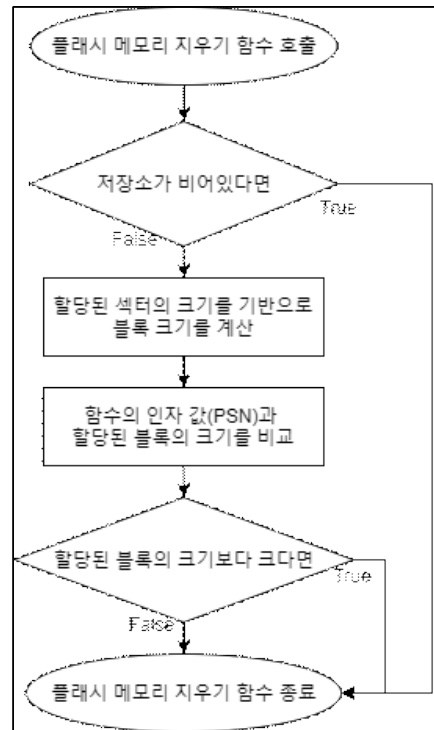 플래시 메모리 지우기 함수 호출
저장소가 비어있다면
True
False
할당된 섹터의 크기를 기반으로
블록 크기를 계산
함수의 인자 값(PSN)과
할당된 블록의 크기를 비교
할당된 블록의 크기보다 크다면
True
False
플래시 메모리 지우기 함수 종료